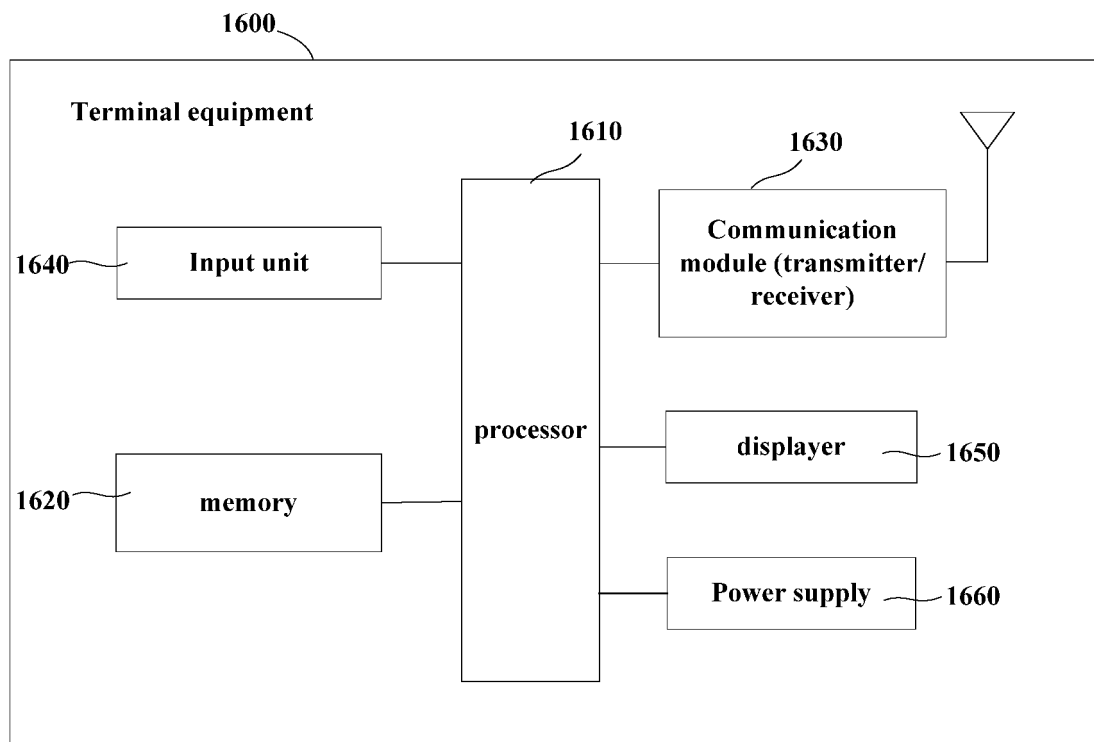 1600
Terminal equipment
1610
1630
Communication
module (transmitter/
receiver)
1640
Input unit
processor
displayer
1650
1620
memory
Power supply
1660